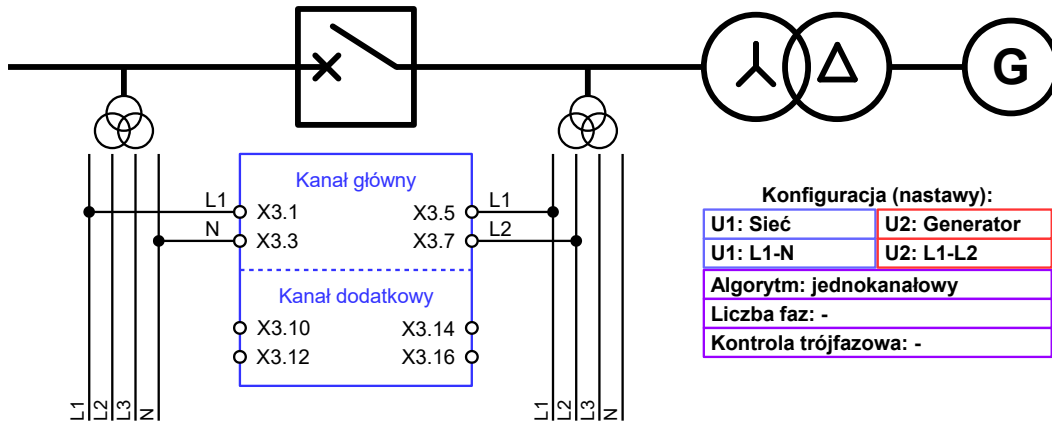 G
Kanał główny
L1
X3.1
X3.5
L1
N
X3.3
X3.7
L2
Kanał dodatkowy
X3.10
X3.14
X3.12
X3.16
L1
L2
L3
N
L1
L2
L3
N
Konfiguracja (nastawy):
U1: Sieć
U2: Generator
U1: L1-N
U2: L1-L2
Algorytm: jednokanałowy
Liczba faz: -
Kontrola trójfazowa: -